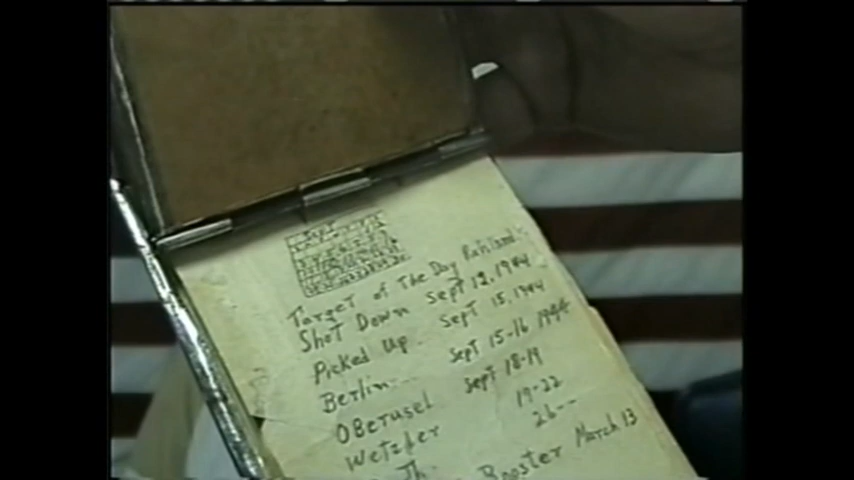 Sept
Target of The Day Ruhland
Shot Down Sept 12, 1944
Picked Up Sept 15, 1944
Berlin Sept 15-16 1944
OBerusel Sept 18-19
Wetzler 19-22
26--
Booster March 13